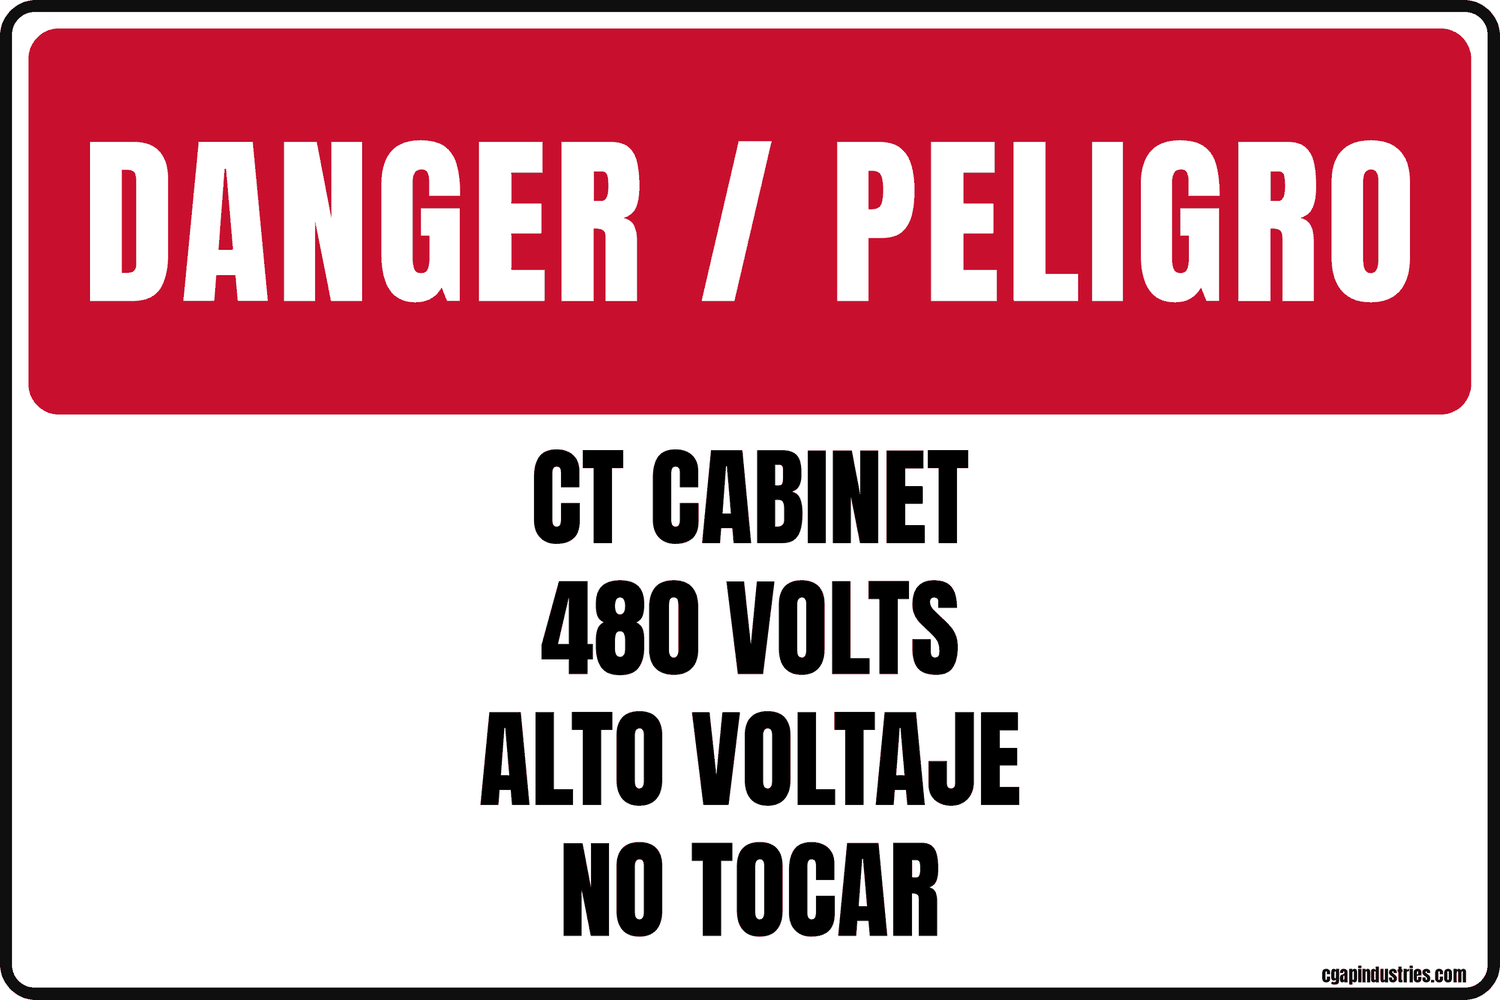 DANGER / PELIGRO
CT CABINET
480 VOLTS
ALTO VOLTAJE
NO TOCAR
cgapindustries.com